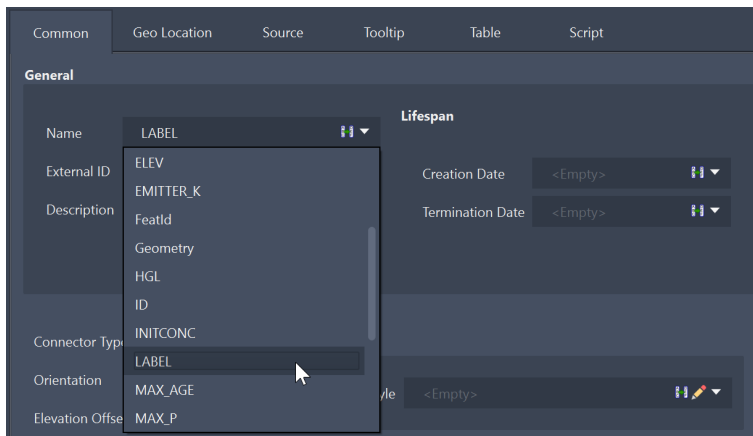 Common Geo Location Source Tooltip Table Script
General
Lifespan
Name LABEL
External ID
Description
ELEV
EMITTER_K
FeatId
Geometry
HGL
ID
INITCONC
LABEL
MAX_AGE
MAX_P
Creation Date <Empty>
Termination Date <Empty>
Connector Typ
Orientation
yle <Empty>
Elevation Offse